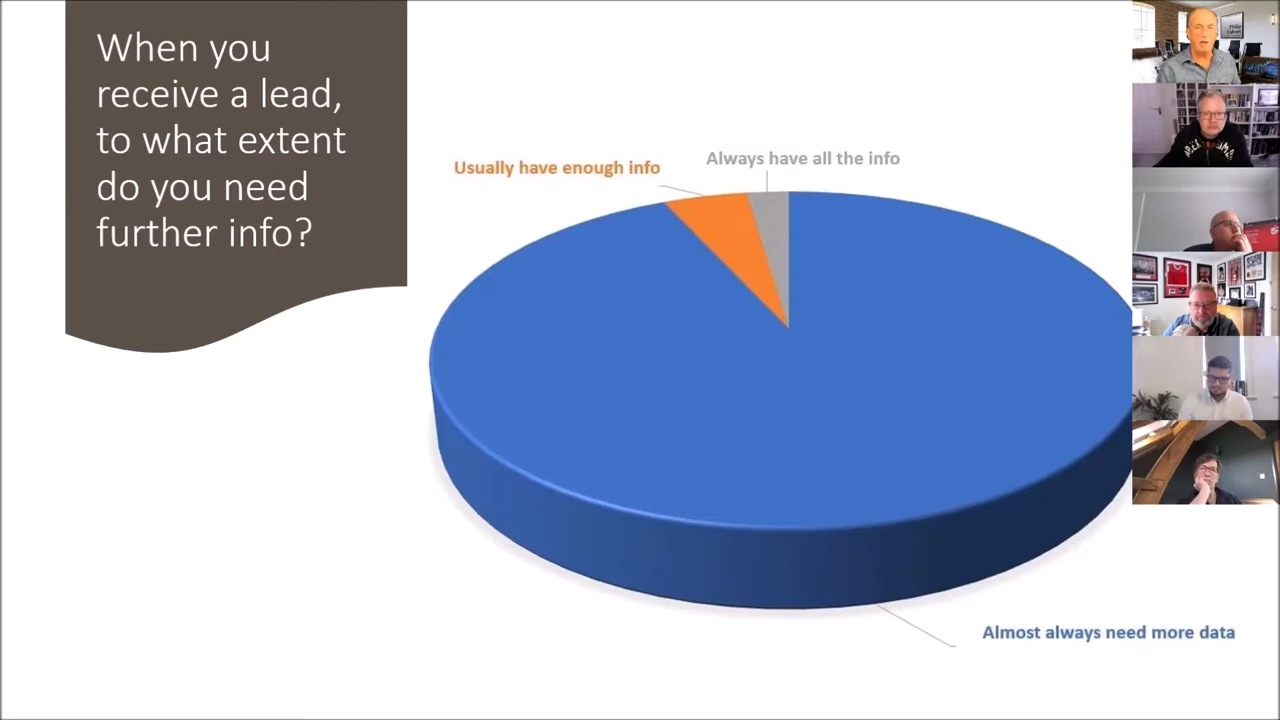 When you
receive a lead,
to what extent
do you need
further info?
Usually have enough info
Always have all the info
Almost always need more data